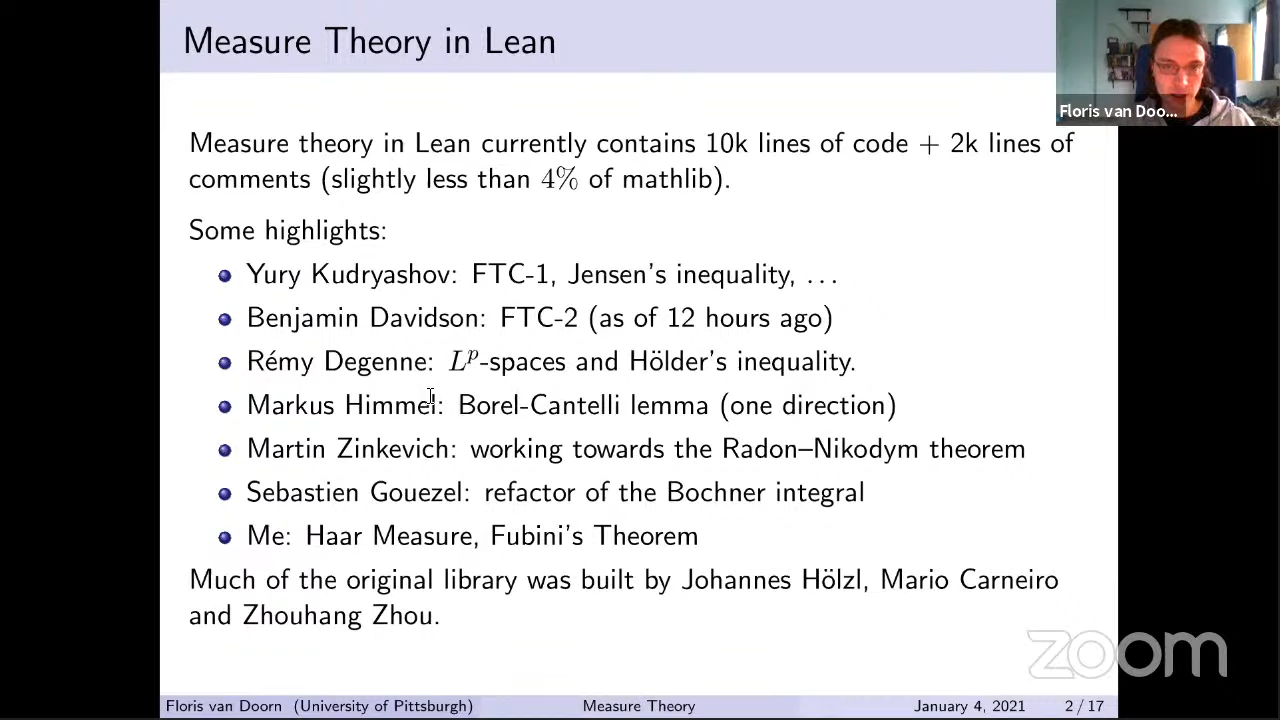 Measure Theory in Lean
Floris van Doo...
Measure theory in Lean currently contains 10k lines of code + 2k lines of
comments (slightly less than 4% of mathlib).
Some highlights:
Yury Kudryashov: FTC-1, Jensen's inequality, ...
Benjamin Davidson: FTC-2 (as of 12 hours ago)
Rémy Degenne: Lᵖ-spaces and Hölder's inequality.
Markus Himmel: Borel-Cantelli lemma (one direction)
Martin Zinkevich: working towards the Radon–Nikodym theorem
Sebastien Gouezel: refactor of the Bochner integral
Me: Haar Measure, Fubini's Theorem
Much of the original library was built by Johannes Hölzl, Mario Carneiro
and Zhouhang Zhou.
zoom
Floris van Doorn (University of Pittsburgh) Measure Theory January 4, 2021 2 / 17